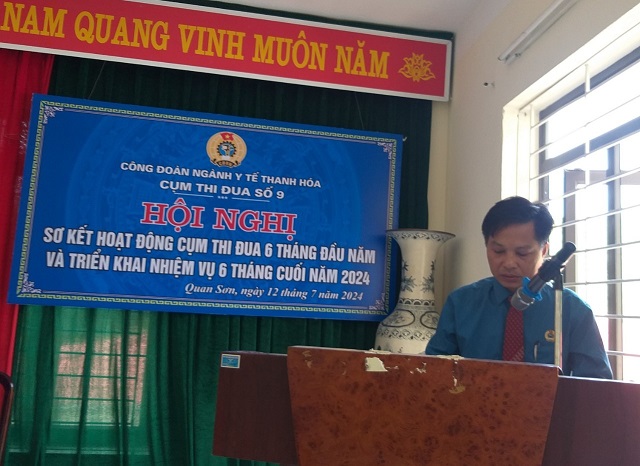 NAM QUANG VINH MUÔN NĂM
CÔNG ĐOÀN NGÀNH Y TẾ THANH HÓA
CỤM THI ĐUA SỐ 9
HỘI NGHỊ
SƠ KẾT HOẠT ĐỘNG CỤM THI ĐUA 6 THÁNG ĐẦU NĂM
VÀ TRIỂN KHAI NHIỆM VỤ 6 THÁNG CUỐI NĂM 2024
Quan Sơn, ngày 12 tháng 7 năm 2024